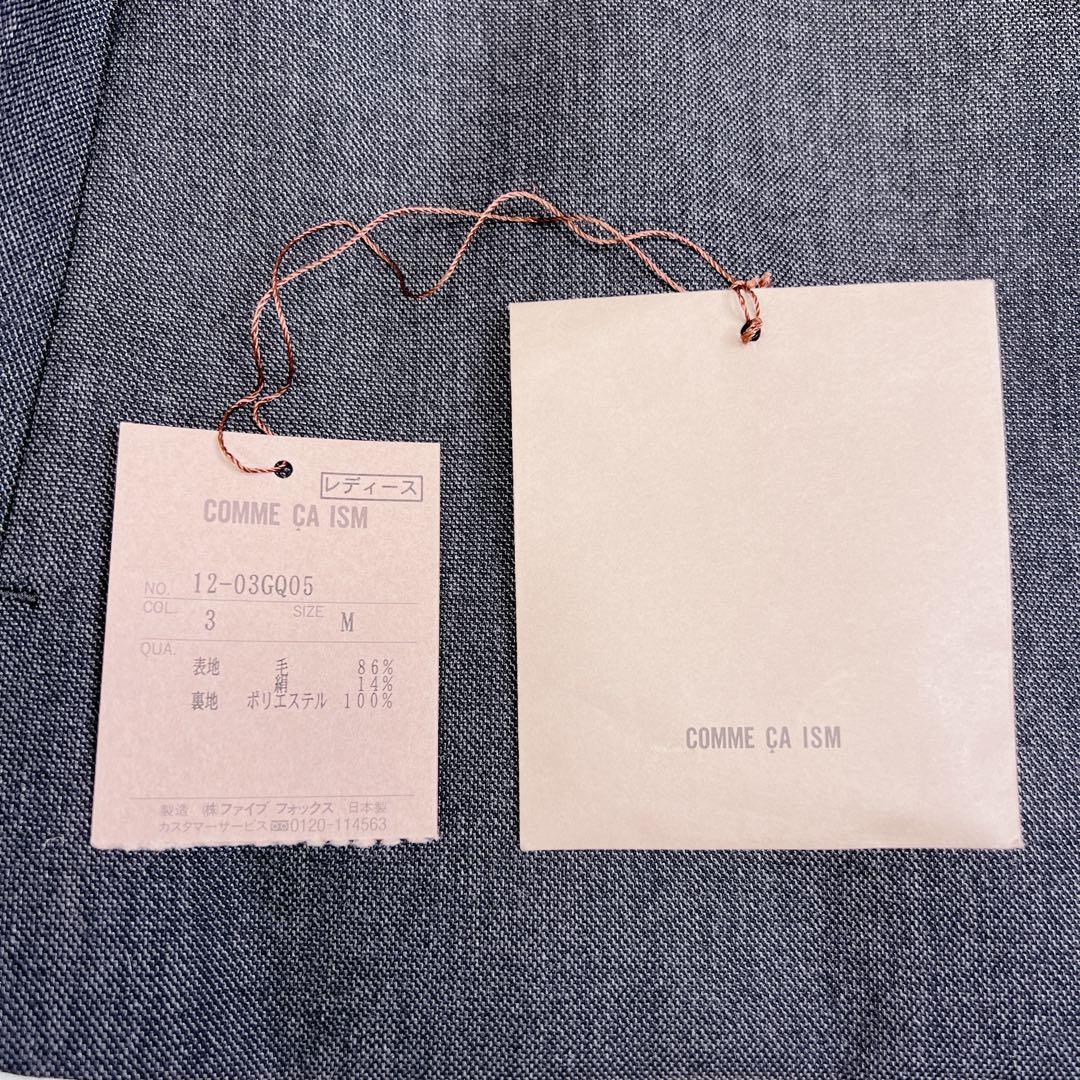 レディース
COMME ÇA ISM
NO. 12-03GQ05
COL. 3 SIZE M
QUA.
表地 毛 86%
絹 14%
裏地 ポリエステル 100%
製造 ㈱ファイブ フォックス 日本製
カスタマーサービス 0120-114563
COMME ÇA ISM